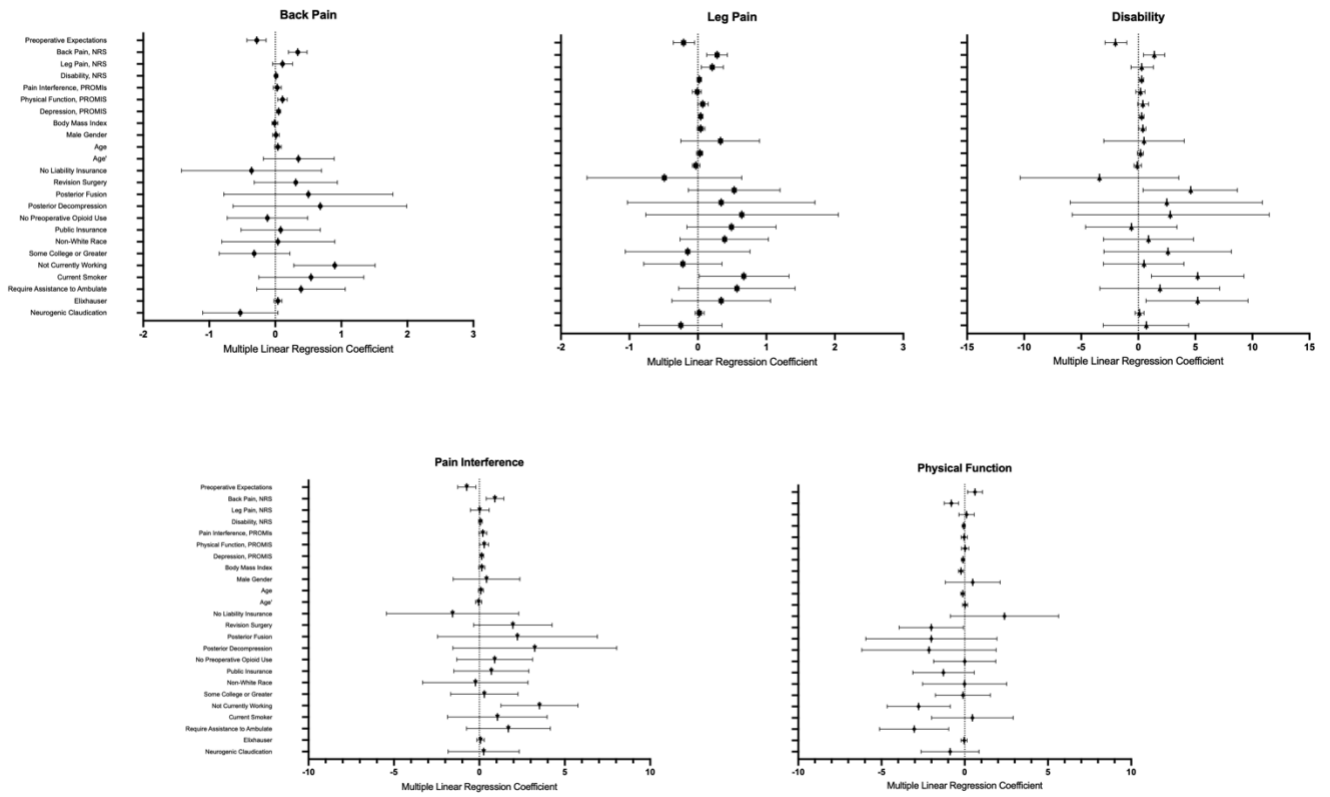 Back Pain
Preoperative Expectations
Back Pain, NRS
Leg Pain, NRS
Disability, NRS
Pain Interference, PROMIs
Physical Function, PROMIS
Depression, PROMIS
Body Mass Index
Male Gender
Age
Age'
No Liability Insurance
Revision Surgery
Posterior Fusion
Posterior Decompression
No Preoperative Opioid Use
Public Insurance
Non-White Race
Some College or Greater
Not Currently Working
Current Smoker
Require Assistance to Ambulate
Elixhauser
Neurogenic Claudication
-2 -1 0 1 2 3
Multiple Linear Regression Coefficient
Leg Pain
-2 -1 0 1 2 3
Multiple Linear Regression Coefficient
Disability
-15 -10 -5 0 5 10 15
Multiple Linear Regression Coefficient
Pain Interference
Preoperative Expectations
Back Pain, NRS
Leg Pain, NRS
Disability, NRS
Pain Interference, PROMIs
Physical Function, PROMIS
Depression, PROMIS
Body Mass Index
Male Gender
Age
Age'
No Liability Insurance
Revision Surgery
Posterior Fusion
Posterior Decompression
No Preoperative Opioid Use
Public Insurance
Non-White Race
Some College or Greater
Not Currently Working
Current Smoker
Require Assistance to Ambulate
Elixhauser
Neurogenic Claudication
-10 -5 0 5 10
Multiple Linear Regression Coefficient
Physical Function
-10 -5 0 5 10
Multiple Linear Regression Coefficient